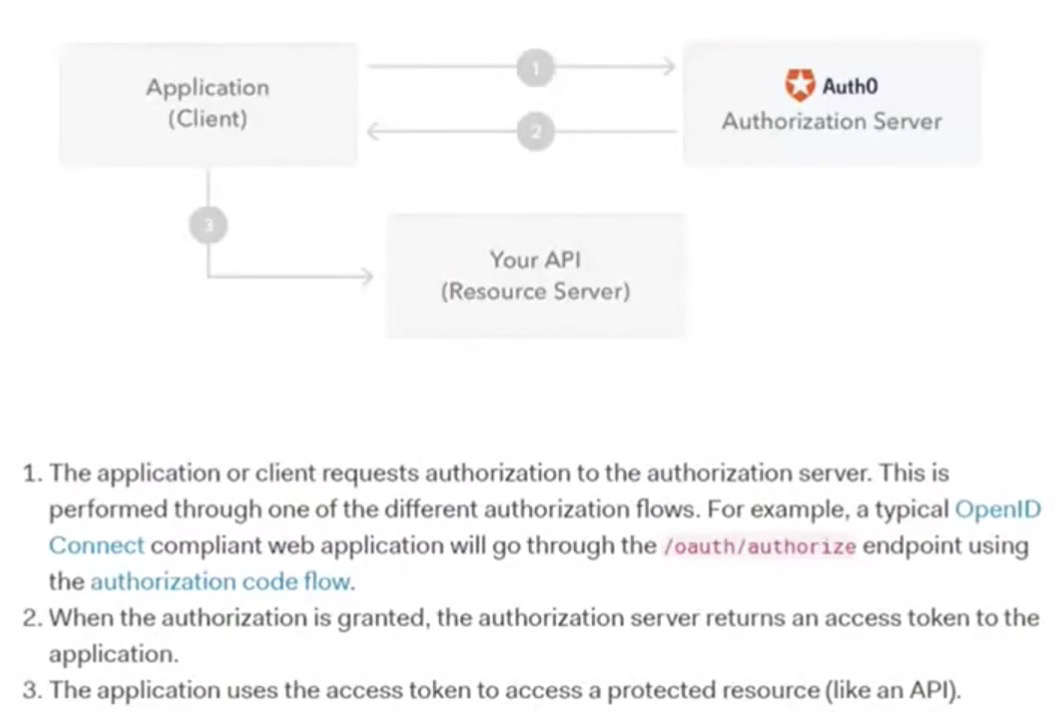 Application
(Client)
1
Auth0
Authorization Server
2
3
Your API
(Resource Server)
1. The application or client requests authorization to the authorization server. This is
performed through one of the different authorization flows. For example, a typical OpenID
Connect compliant web application will go through the /oauth/authorize endpoint using
the authorization code flow.
2. When the authorization is granted, the authorization server returns an access token to the
application.
3. The application uses the access token to access a protected resource (like an API).